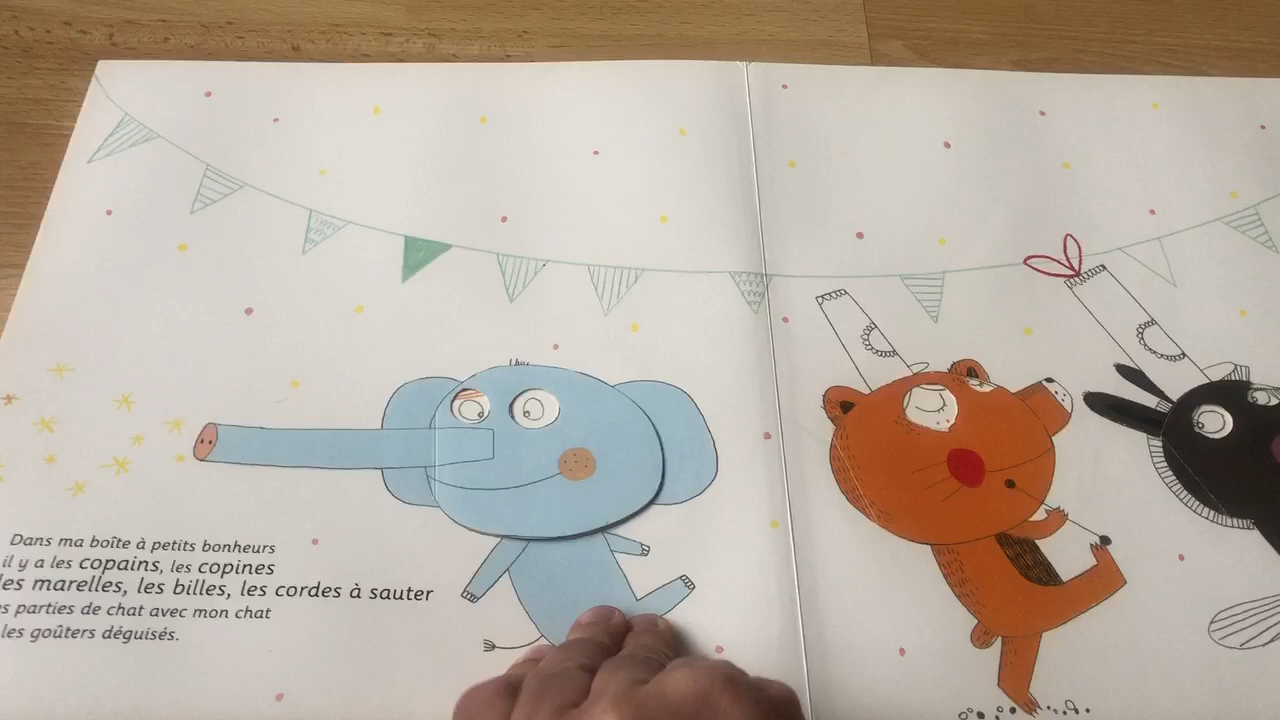 Dans ma boîte à petits bonheurs
il y a les copains, les copines
les marelles, les billes, les cordes à sauter
parties de chat avec mon chat
les goûters déguisés.